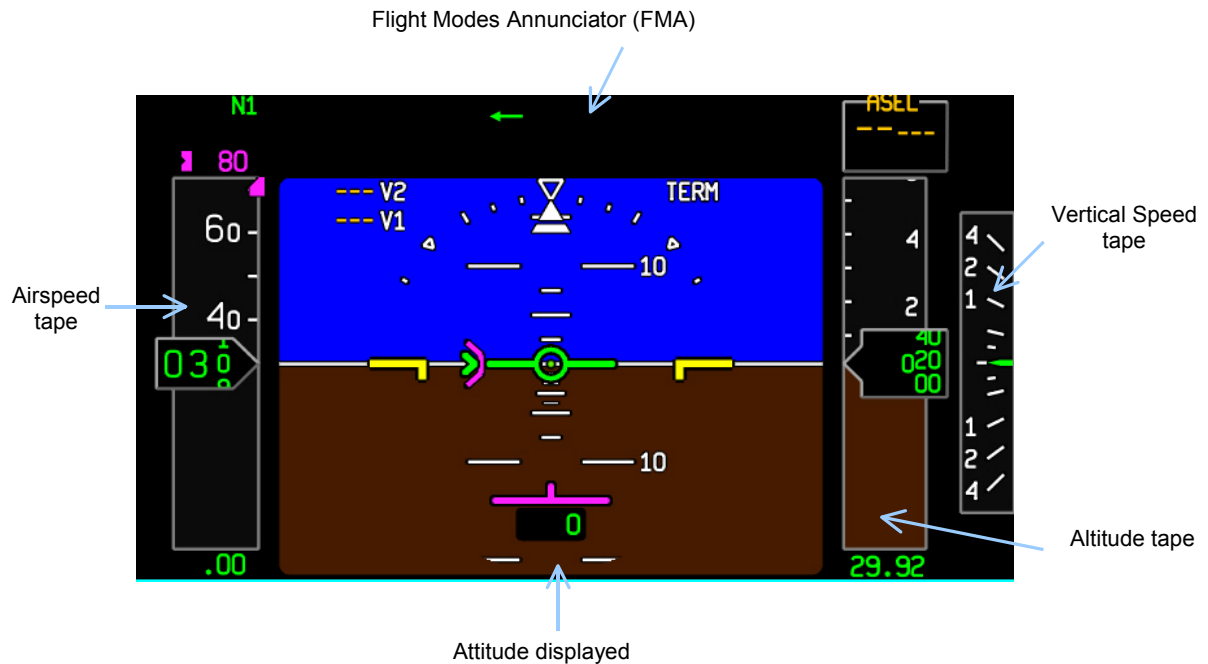 Flight Modes Annunciator (FMA)
N1
ASEL
80
V2
TERM
V1
60
4
4
Vertical Speed
tape
2
10
1
2
Airspeed
tape
40
40
030
020
00
1
2
10
4
0
Altitude tape
.00
29.92
Attitude displayed